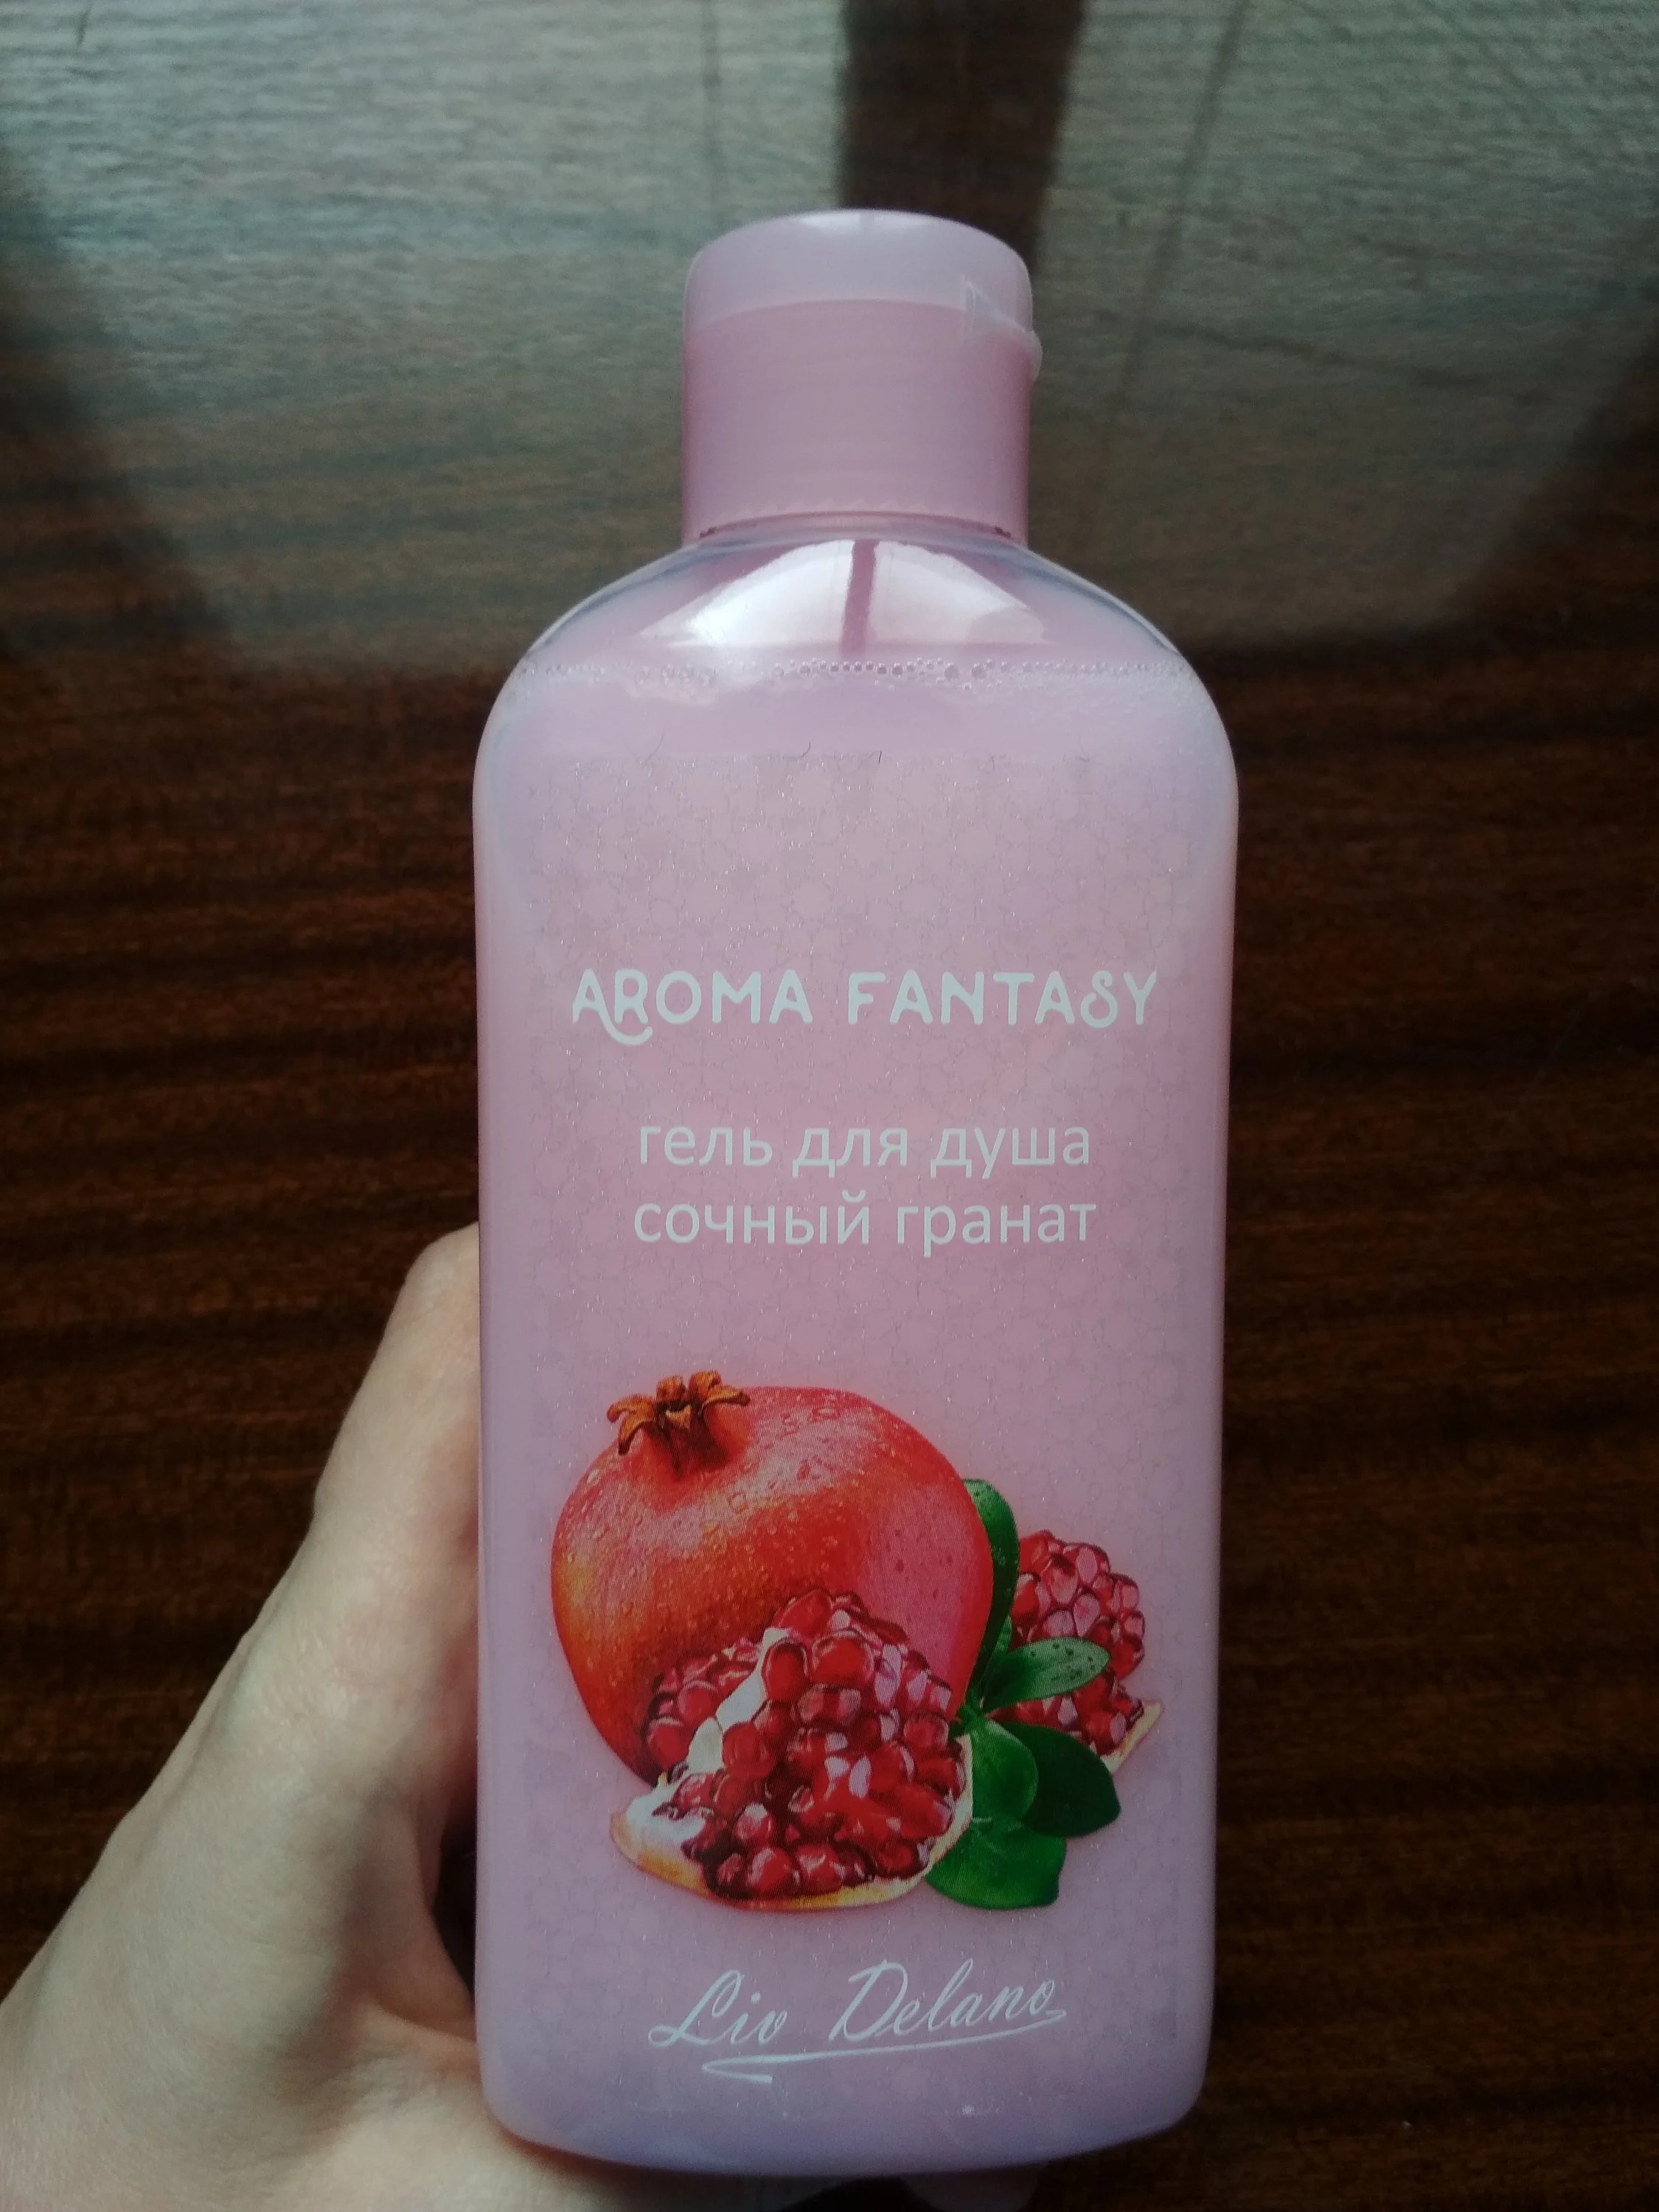 AROMA FANTASY
гель для душа
сочный гранат
Liv Delano